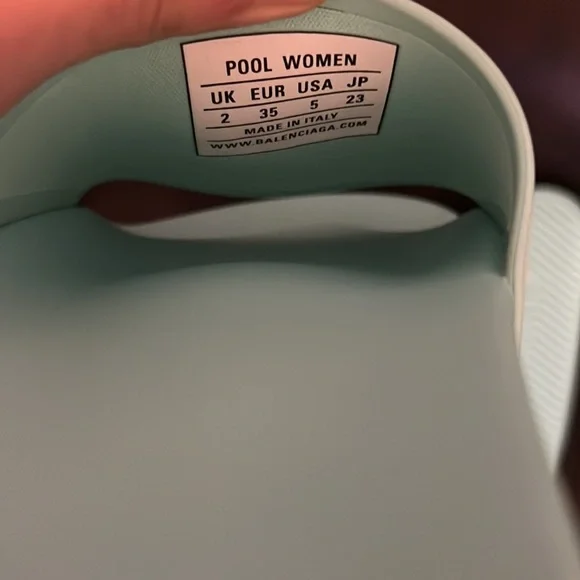 POOL WOMEN
UK EUR USA JP
2 35 5 23
MADE IN ITALY
WWW.BALENCIAGA.COM